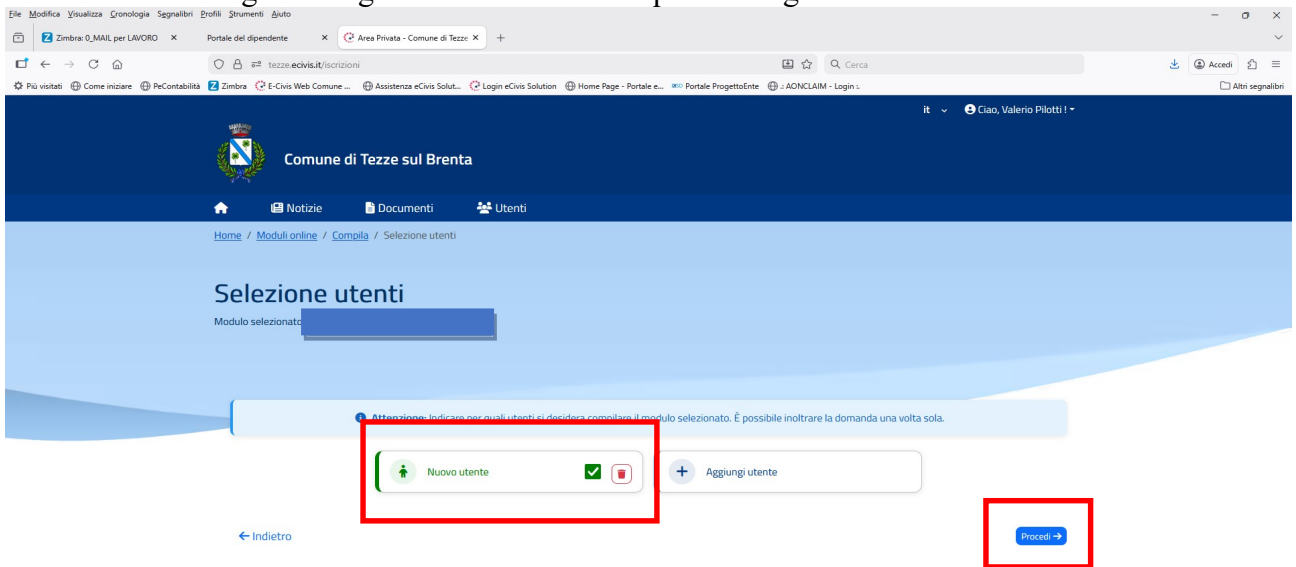 File Modifica Visualizza Cronologia Segnalibri Profili Strumenti Aiuto
Zimbra: 0_MAIL per LAVORO
Portale del dipendente
Area Privata - Comune di Tezze
tezze.ecivis.it/iscrizioni
Cerca
Accedi
Più visitati Come iniziare PeContabilità Zimbra E-Civis Web Comune ... Assistenza eCivis Solut... Login eCivis Solution Home Page - Portale e... Portale ProgettoEnte .: AONCLAIM - Login :. Altri segnalibri
it Ciao, Valerio Pilotti !
Comune di Tezze sul Brenta
Notizie Documenti Utenti
Home / Moduli online / Compila / Selezione utenti
Selezione utenti
Modulo selezionato
Attenzione: Indicare per quali utenti si desidera compilare il modulo selezionato. È possibile inoltrare la domanda una volta sola.
Nuovo utente
Aggiungi utente
← Indietro
Procedi →